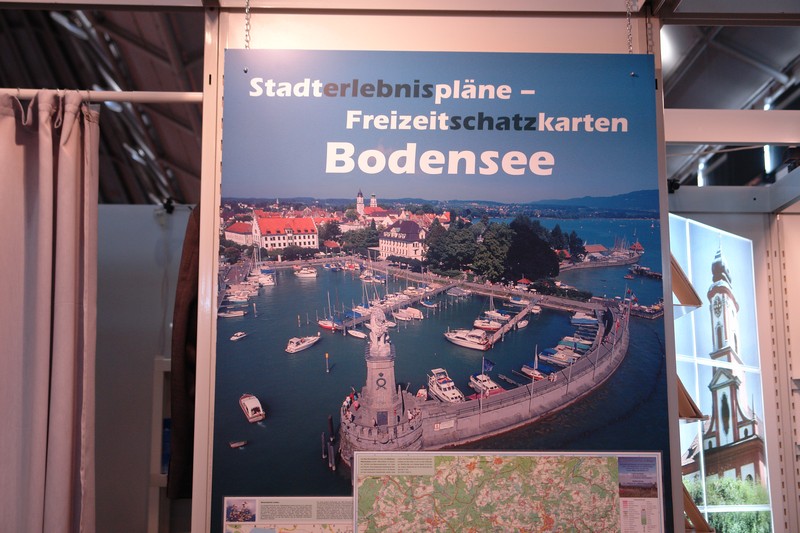 Stadterlebnispläne –
Freizeitschatzkarten
Bodensee